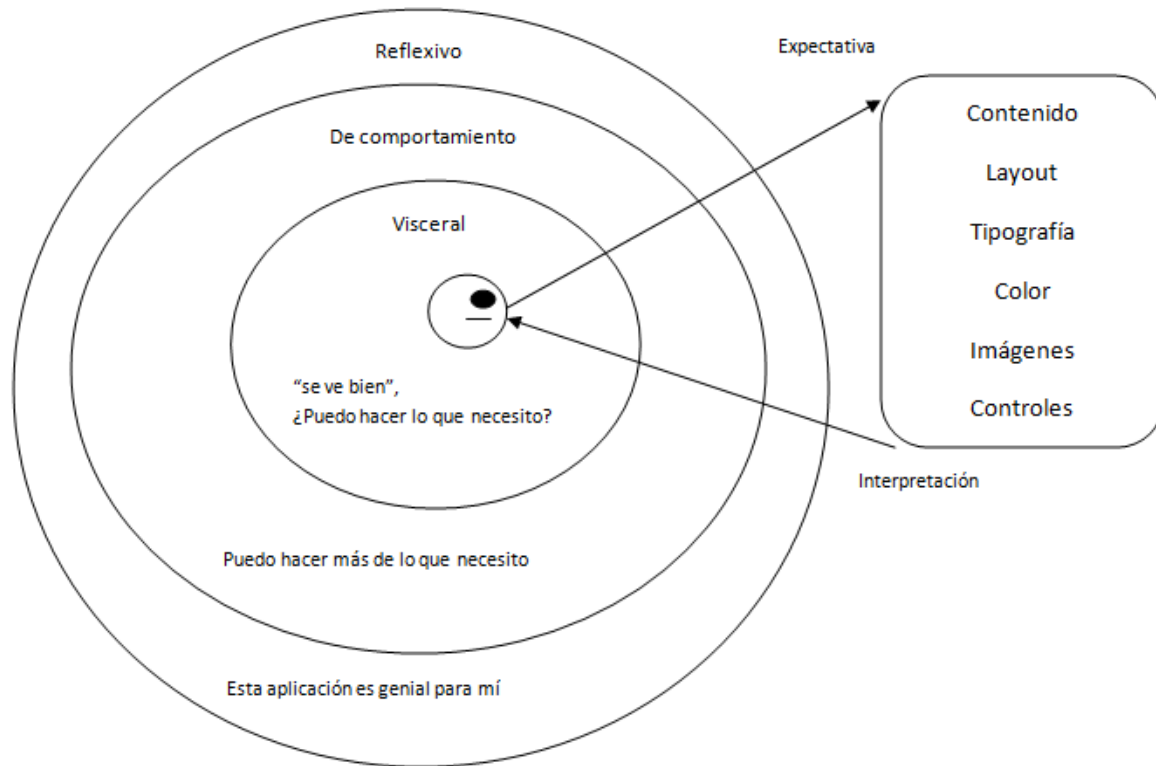 Reflexivo
De comportamiento
Visceral
“se ve bien”,
¿Puedo hacer lo que necesito?
Puedo hacer más de lo que necesito
Esta aplicación es genial para mí
Expectativa
Contenido
Layout
Tipografía
Color
Imágenes
Controles
Interpretación